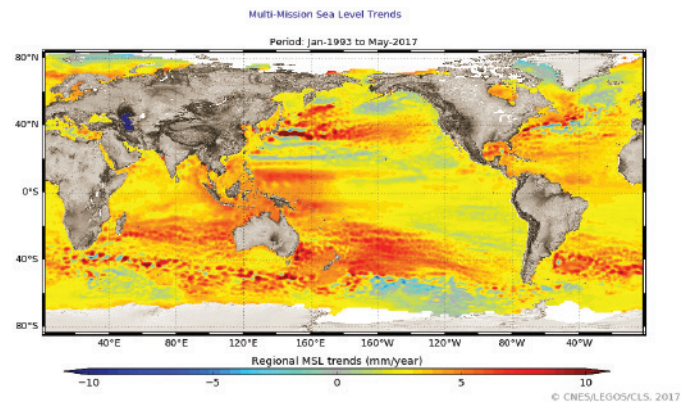 Multi-Mission Sea Level Trends
Period: Jan-1993 to May-2017
80°N
40°N
0°S
40°S
80°S
40°E 80°E 120°E 160°E 160°W 120°W 80°W 40°W
Regional MSL trends (mm/year)
−10 −5 0 5 10
© CNES/LEGOS/CLS, 2017